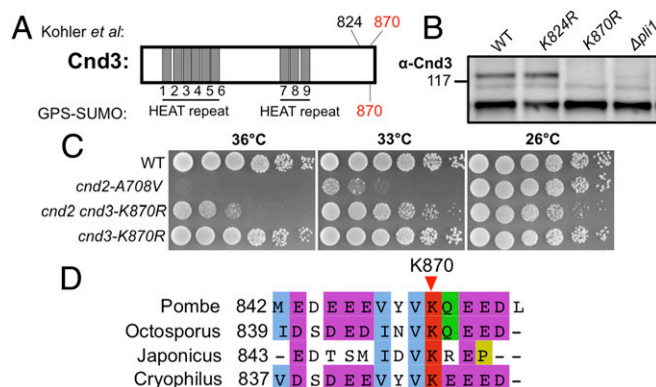 A
Kohler et al:
824 870
Cnd3:
1 2 3 4 5 6 7 8 9
HEAT repeat HEAT repeat
870
GPS-SUMO:
B
WT K824R K870R Δpli1
α-Cnd3
117
C
36°C 33°C 26°C
WT
cnd2-A708V
cnd2 cnd3-K870R
cnd3-K870R
D
K870
Pombe 842 M E D E E E V Y V K Q E E D L
Octosporus 839 I D S D E D I N V K Q E E D -
Japonicus 843 - E D T S M I D V K R E P -
Cryophilus 837 V D S D E E V Y V K E E E D -